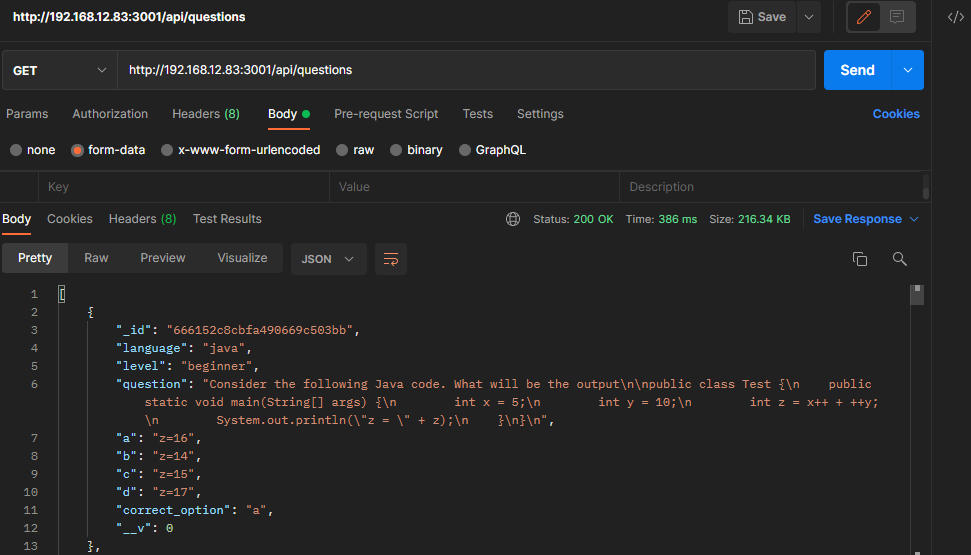 http://192.168.12.83:3001/api/questions
Save
</>
GET
http://192.168.12.83:3001/api/questions
Send
Params Authorization Headers (8) Body Pre-request Script Tests Settings Cookies
none form-data x-www-form-urlencoded raw binary GraphQL
Key Value Description
Body Cookies Headers (8) Test Results Status: 200 OK Time: 386 ms Size: 216.34 KB Save Response
Pretty Raw Preview Visualize JSON
1 [
2 {
3 "_id": "666152c8cbfa490669c503bb",
4 "language": "java",
5 "level": "beginner",
6 "question": "Consider the following Java code. What will be the output\n\npublic class Test {\n    public
static void main(String[] args) {\n        int x = 5;\n        int y = 10;\n        int z = x++ + ++y;
\n        System.out.println(\"z = \" + z);\n    }\n}\n",
7 "a": "z=16",
8 "b": "z=14",
9 "c": "z=15",
10 "d": "z=17",
11 "correct_option": "a",
12 "__v": 0
13 },